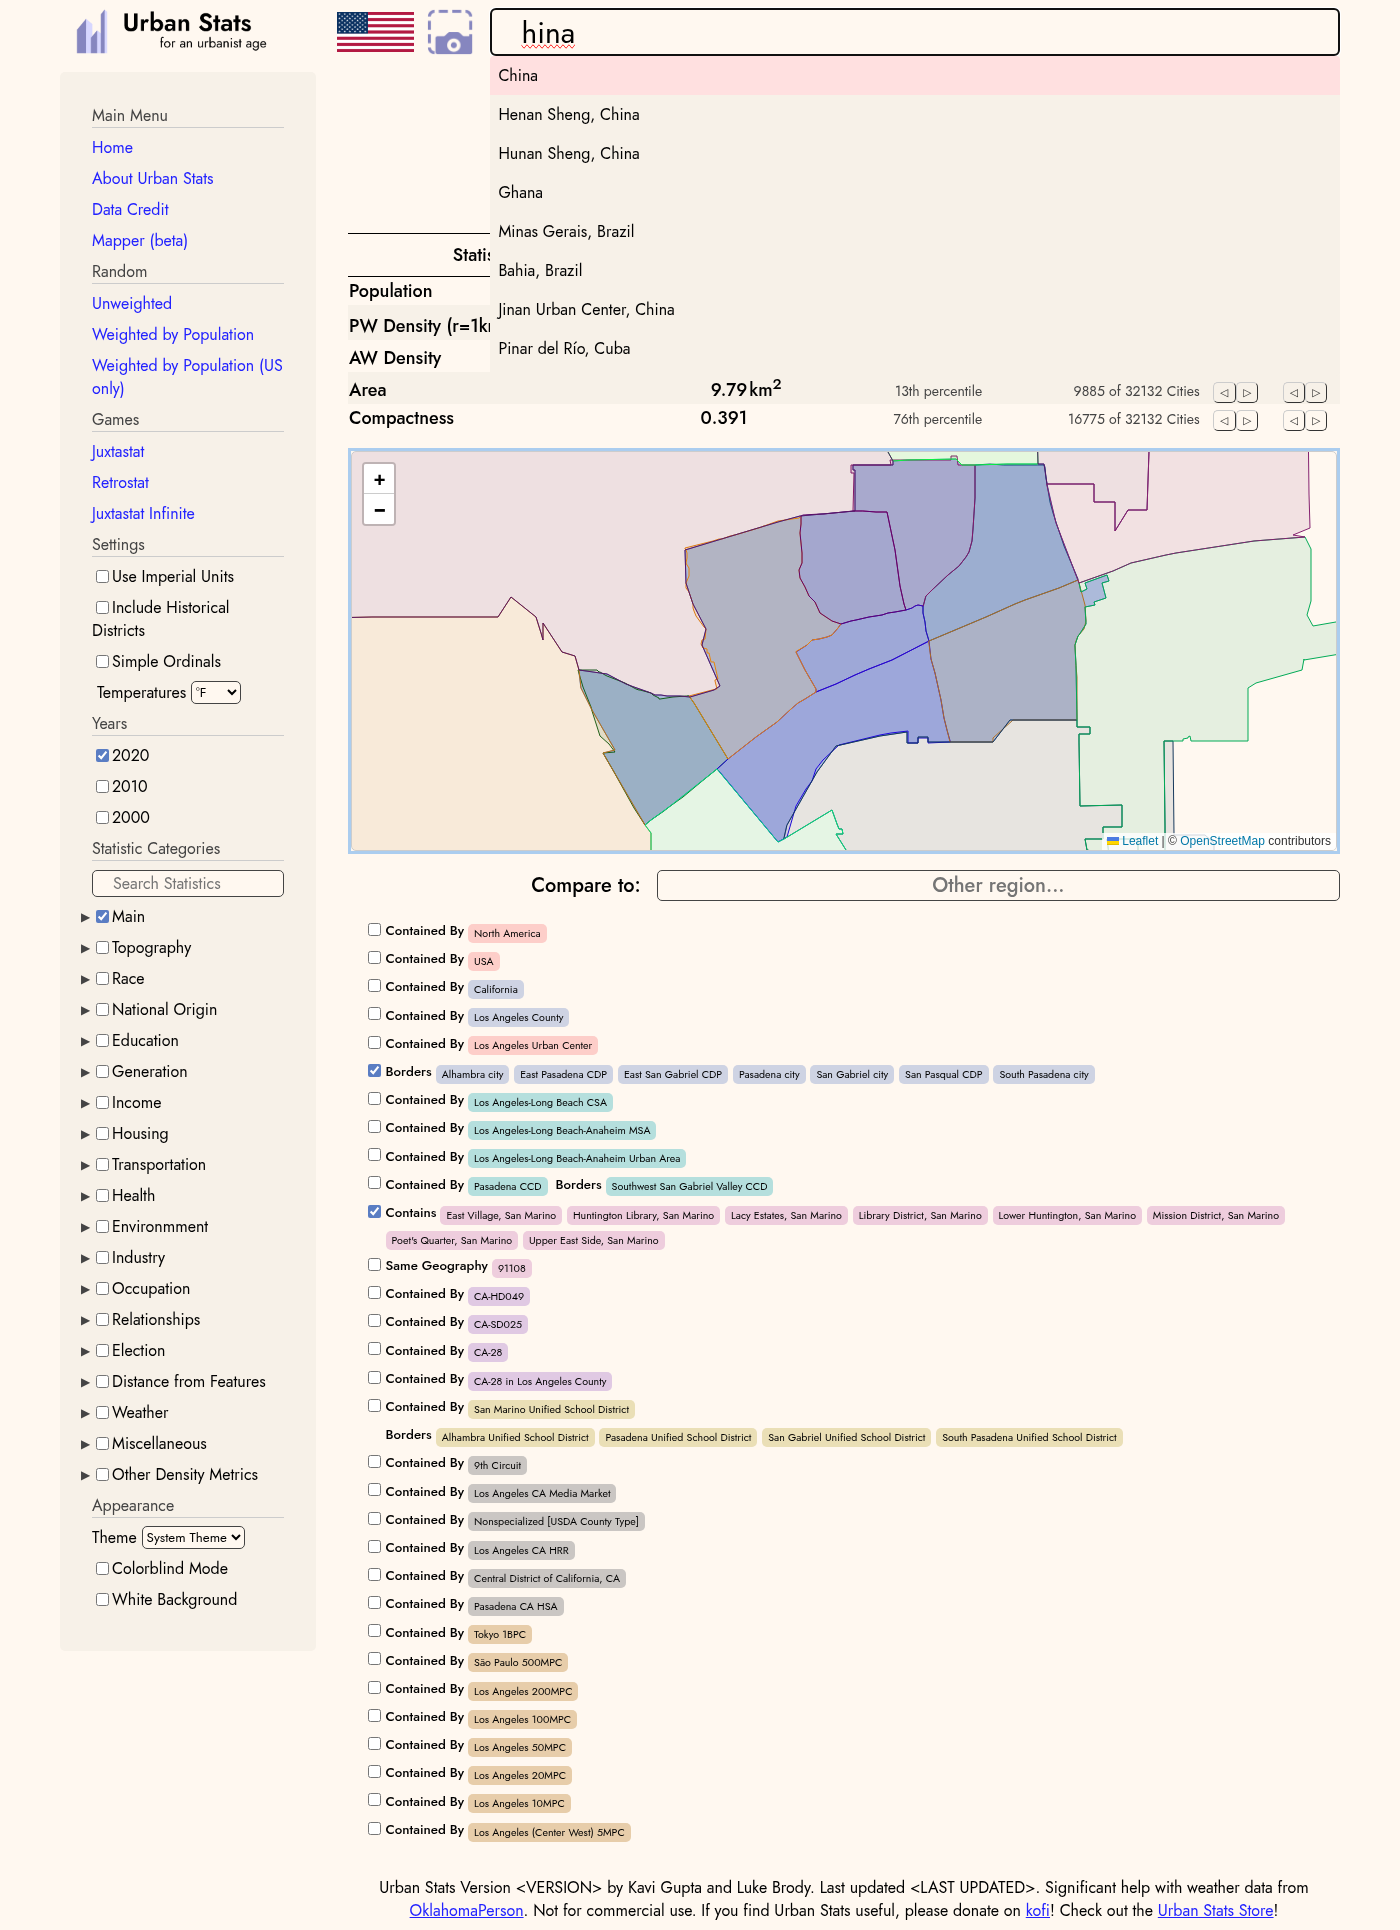 Urban Stats
for an urbanist age
hina
China
Henan Sheng, China
Hunan Sheng, China
Ghana
Minas Gerais, Brazil
Bahia, Brazil
Jinan Urban Center, China
Pinar del Río, Cuba
Main Menu
Home
About Urban Stats
Data Credit
Mapper (beta)
Random
Unweighted
Weighted by Population
Weighted by Population (US
only)
Games
Juxtastat
Retrostat
Juxtastat Infinite
Settings
Use Imperial Units
Include Historical
Districts
Simple Ordinals
Temperatures °F
Years
2020
2010
2000
Statistic Categories
Search Statistics
▶ Main
▶ Topography
▶ Race
▶ National Origin
▶ Education
▶ Generation
▶ Income
▶ Housing
▶ Transportation
▶ Health
▶ Environmment
▶ Industry
▶ Occupation
▶ Relationships
▶ Election
▶ Distance from Features
▶ Weather
▶ Miscellaneous
▶ Other Density Metrics
Appearance
Theme System Theme
Colorblind Mode
White Background
Statis
Population
PW Density (r=1k
AW Density
Area 9.79 km² 13th percentile 9885 of 32132 Cities ◁ ▷ ◁ ▷
Compactness 0.391 76th percentile 16775 of 32132 Cities ◁ ▷ ◁ ▷
+
−
Leaflet | © OpenStreetMap contributors
Compare to: Other region...
Contained By North America
Contained By USA
Contained By California
Contained By Los Angeles County
Contained By Los Angeles Urban Center
Borders Alhambra city East Pasadena CDP East San Gabriel CDP Pasadena city San Gabriel city San Pasqual CDP South Pasadena city
Contained By Los Angeles-Long Beach CSA
Contained By Los Angeles-Long Beach-Anaheim MSA
Contained By Los Angeles-Long Beach-Anaheim Urban Area
Contained By Pasadena CCD Borders Southwest San Gabriel Valley CCD
Contains East Village, San Marino Huntington Library, San Marino Lacy Estates, San Marino Library District, San Marino Lower Huntington, San Marino Mission District, San Marino
Poet's Quarter, San Marino Upper East Side, San Marino
Same Geography 91108
Contained By CA-HD049
Contained By CA-SD025
Contained By CA-28
Contained By CA-28 in Los Angeles County
Contained By San Marino Unified School District
Borders Alhambra Unified School District Pasadena Unified School District San Gabriel Unified School District South Pasadena Unified School District
Contained By 9th Circuit
Contained By Los Angeles CA Media Market
Contained By Nonspecialized [USDA County Type]
Contained By Los Angeles CA HRR
Contained By Central District of California, CA
Contained By Pasadena CA HSA
Contained By Tokyo 1BPC
Contained By São Paulo 500MPC
Contained By Los Angeles 200MPC
Contained By Los Angeles 100MPC
Contained By Los Angeles 50MPC
Contained By Los Angeles 20MPC
Contained By Los Angeles 10MPC
Contained By Los Angeles (Center West) 5MPC
Urban Stats Version <VERSION> by Kavi Gupta and Luke Brody. Last updated <LAST UPDATED>. Significant help with weather data from
OklahomaPerson. Not for commercial use. If you find Urban Stats useful, please donate on kofi! Check out the Urban Stats Store!